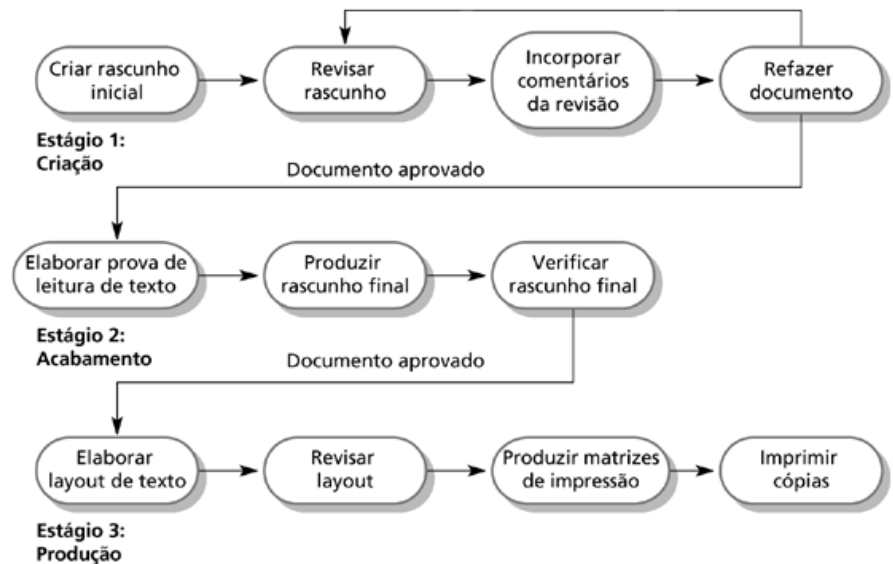 Criar rascunho
inicial
Revisar
rascunho
Incorporar
comentários
da revisão
Refazer
documento
Estágio 1:
Criação
Documento aprovado
Elaborar prova de
leitura de texto
Produzir
rascunho final
Verificar
rascunho final
Estágio 2:
Acabamento
Documento aprovado
Elaborar
layout de texto
Revisar
layout
Produzir matrizes
de impressão
Imprimir
cópias
Estágio 3:
Produção